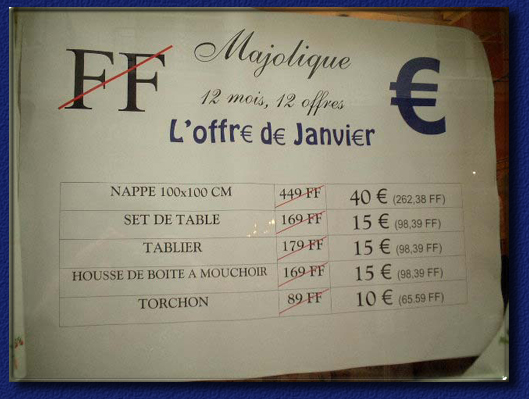 FF Majolique €
12 mois, 12 offres
L'offr€ d€ Janvi€r
NAPPE 100x100 CM 449 FF 40 € (262,38 FF)
SET DE TABLE 169 FF 15 € (98,39 FF)
TABLIER 179 FF 15 € (98,39 FF)
HOUSSE DE BOITE A MOUCHOIR 169 FF 15 € (98,39 FF)
TORCHON 89 FF 10 € (65.59 FF)